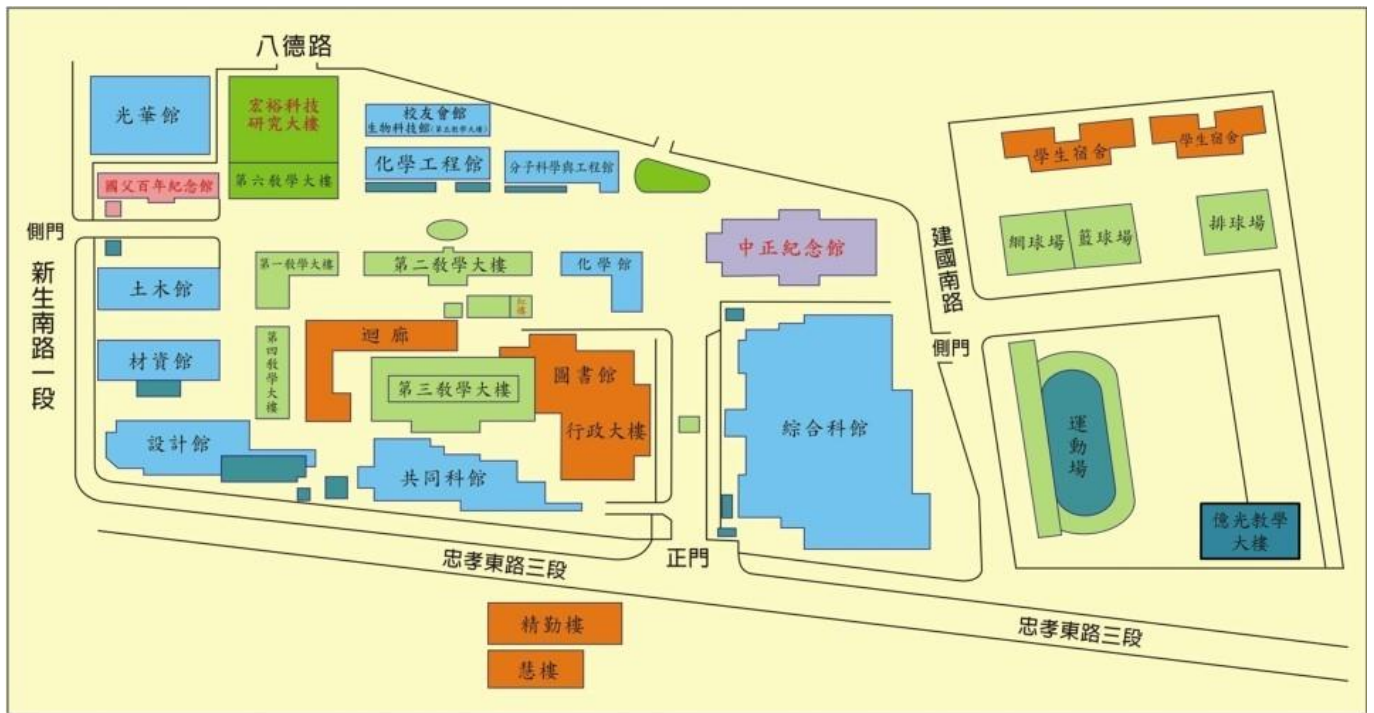 八德路
光華館
宏裕科技
研究大樓
校友會館
生物科技館(第五教學大樓)
化學工程館
分子科學與工程館
第六教學大樓
國父百年紀念館
學生宿舍
學生宿舍
側門
新生南路一段
網球場
籃球場
排球場
建國南路
中正紀念館
第一教學大樓
第二教學大樓
化學館
土木館
紅樓
迴廊
側門
材資館
第四教學大樓
第三教學大樓
圖書館
行政大樓
綜合科館
運動場
設計館
共同科館
億光教學
大樓
忠孝東路三段
正門
精勤樓
慧樓
忠孝東路三段